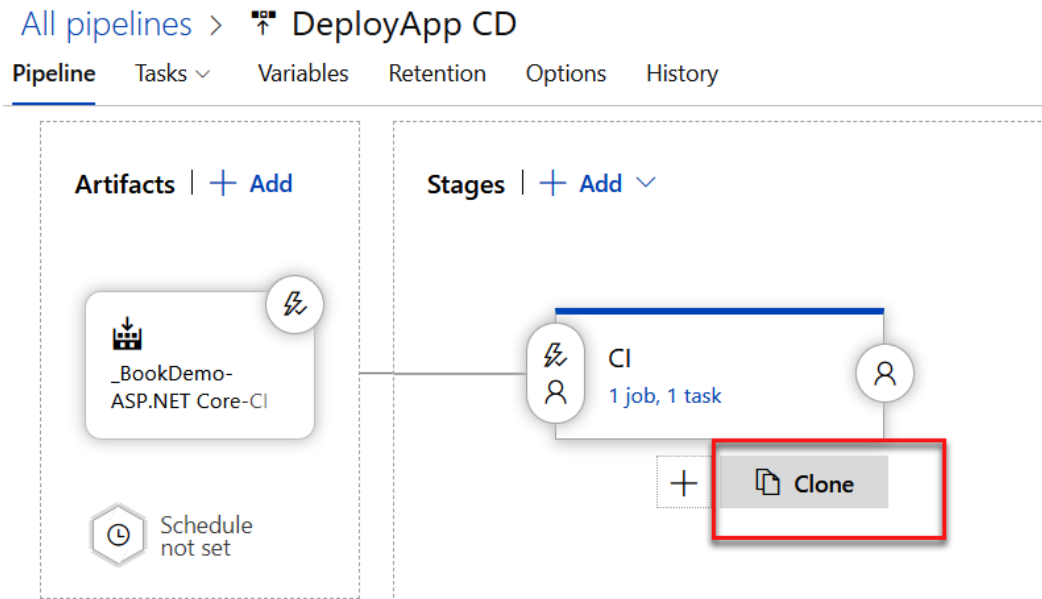 All pipelines > DeployApp CD
Pipeline Tasks Variables Retention Options History
Artifacts | + Add
Stages | + Add
_BookDemo-
ASP.NET Core-CI
CI
1 job, 1 task
+ Clone
Schedule
not set